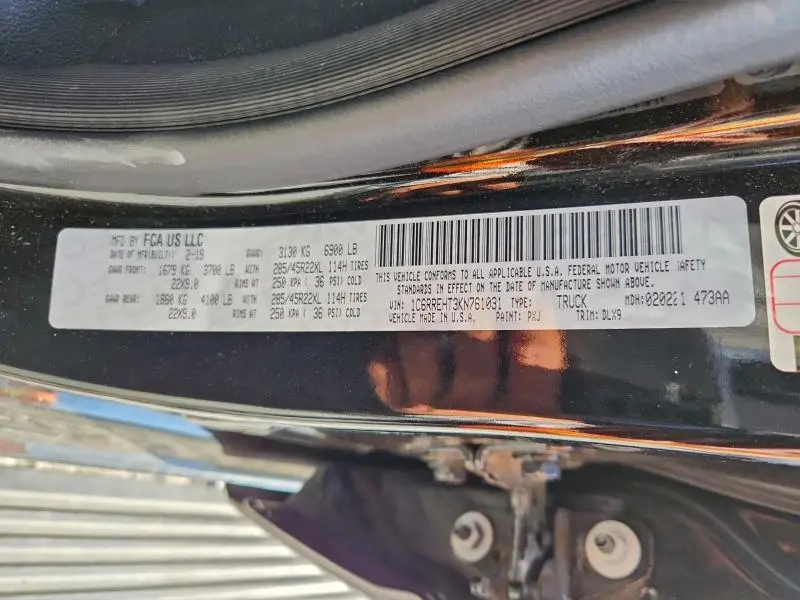 MFD BY FCA US LLC
DATE OF MFR(BUILT): 2-19
GVWR: 3130 KG 6900 LB
GAWR FRONT: 1679 KG 3700 LB WITH 285/45R22XL 114H TIRES
22X9.0 RIMS AT 250 KPA ( 36 PSI) COLD
GAWR REAR: 1860 KG 4100 LB WITH 285/45R22XL 114H TIRES
22X9.0 RIMS AT 250 KPA ( 36 PSI) COLD
THIS VEHICLE CONFORMS TO ALL APPLICABLE U.S.A. FEDERAL MOTOR VEHICLE SAFETY
STANDARDS IN EFFECT ON THE DATE OF MANUFACTURE SHOWN ABOVE.
VIN: 1C6RREHT3KN761031 TYPE: TRUCK MDH: 020221 473AA
VEHICLE MADE IN U.S.A. PAINT: PXJ TRIM: DLX9